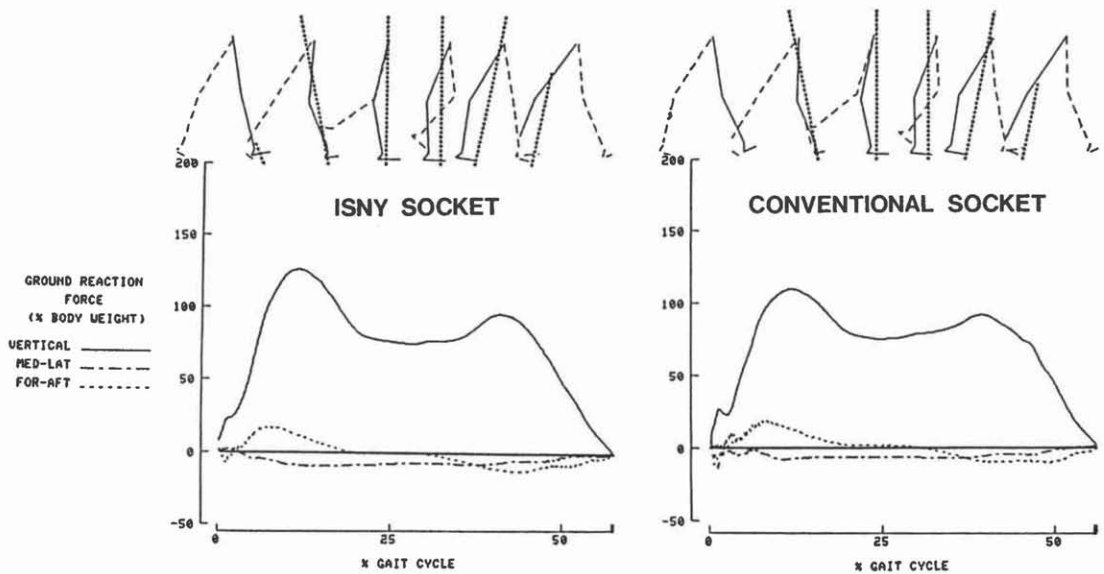 200
ISNY SOCKET
150
100
50
0
-50
0 25 50
% GAIT CYCLE
GROUND REACTION
FORCE
(% BODY WEIGHT)
VERTICAL
MED-LAT
FOR-AFT
200
CONVENTIONAL SOCKET
150
100
50
0
-50
0 25 50
% GAIT CYCLE